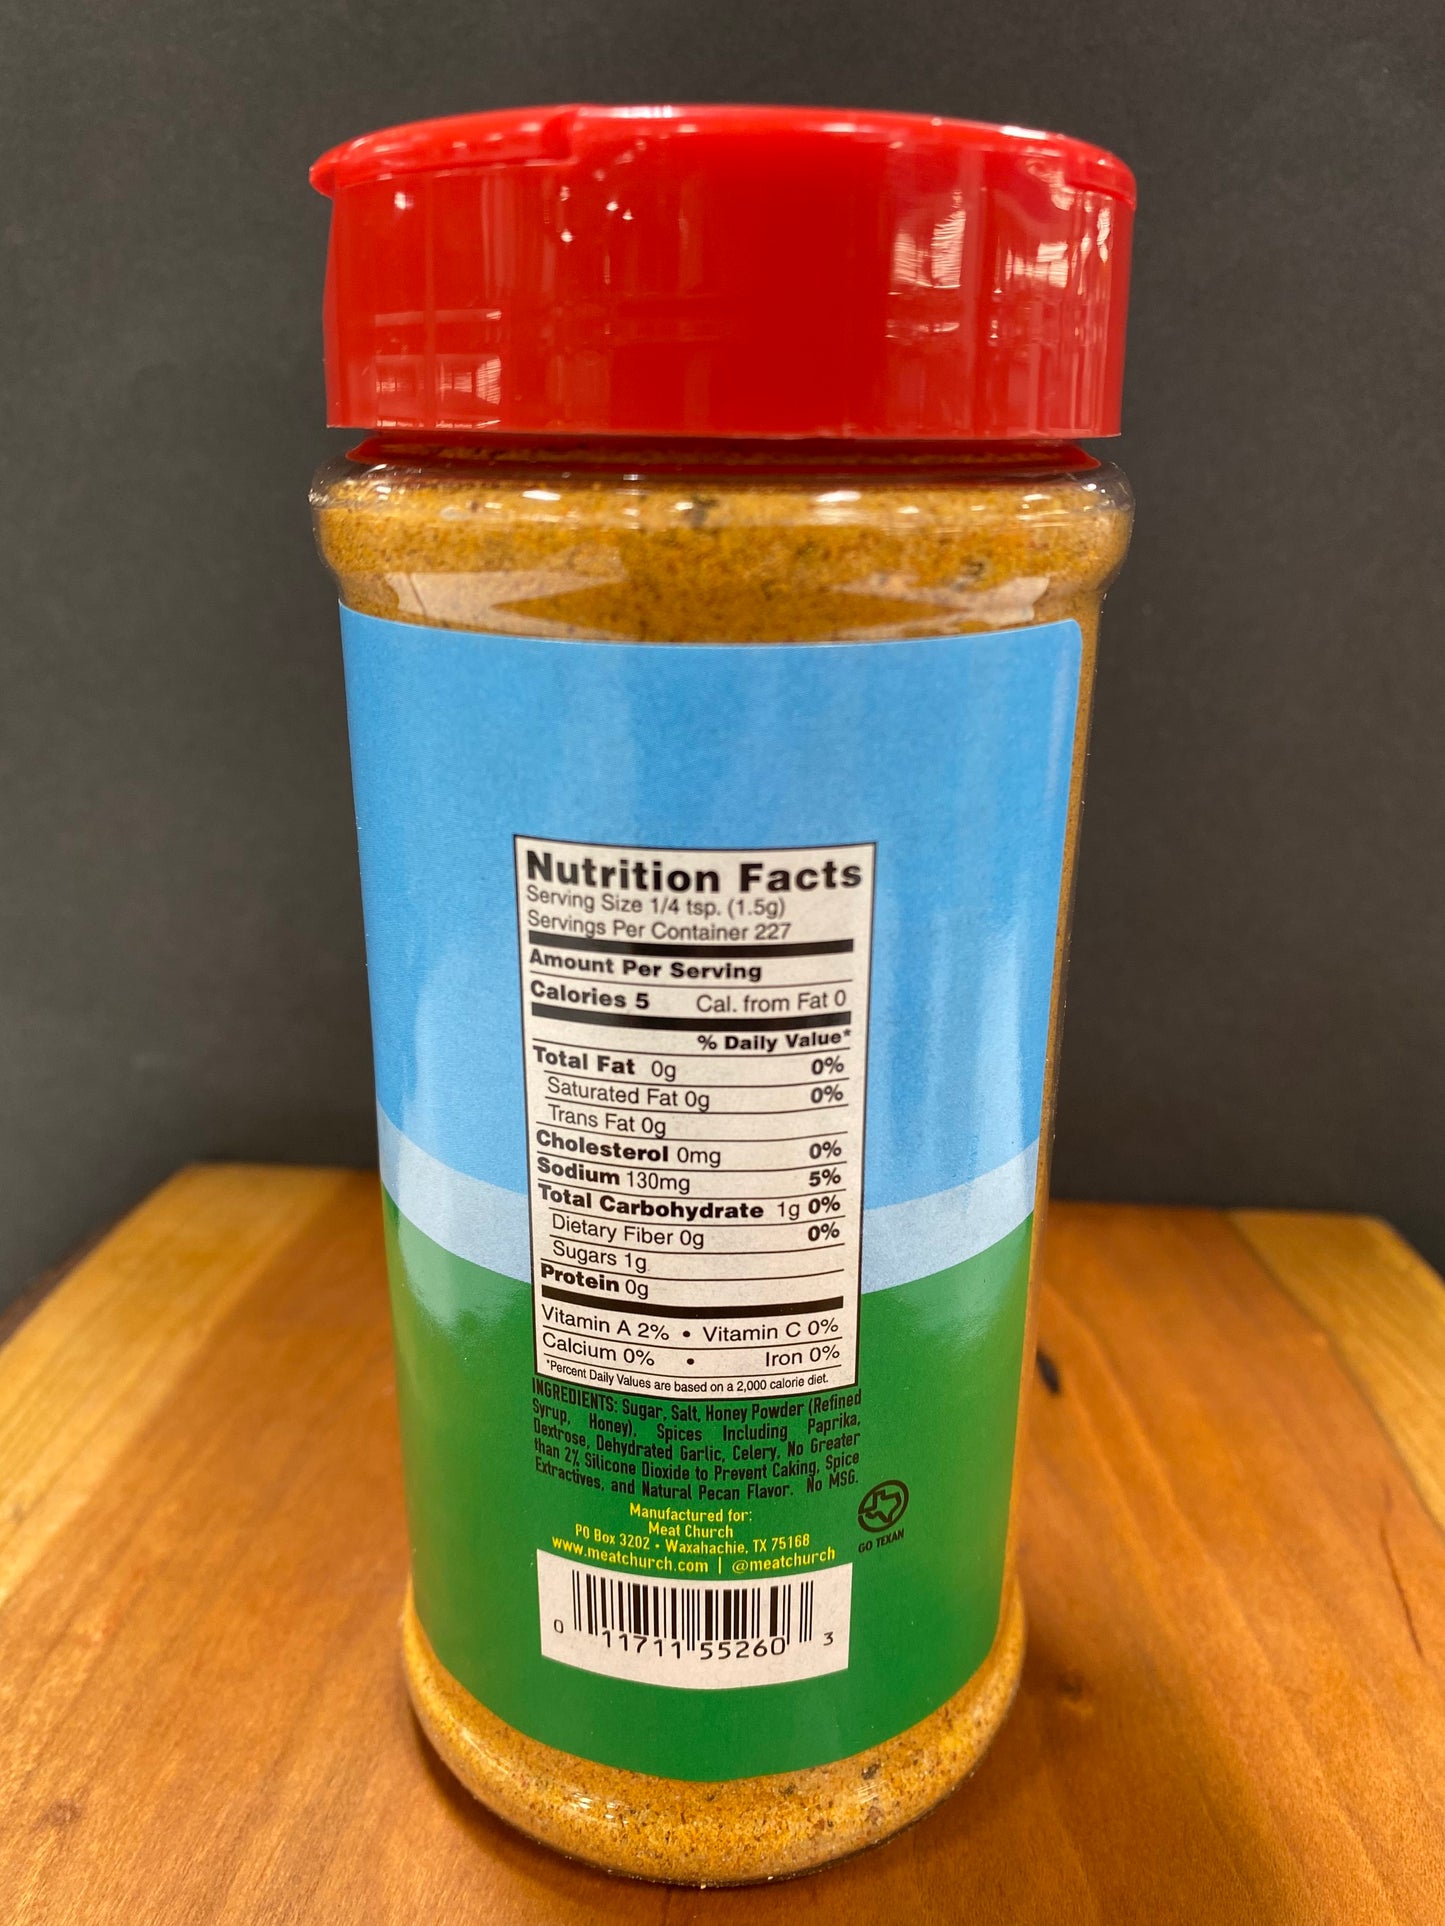 Nutrition Facts
Serving Size 1/4 tsp. (1.5g)
Servings Per Container 227
Amount Per Serving
Calories 5 Cal. from Fat 0
% Daily Value*
Total Fat 0g 0%
Saturated Fat 0g 0%
Trans Fat 0g
Cholesterol 0mg 0%
Sodium 130mg 5%
Total Carbohydrate 1g 0%
Dietary Fiber 0g 0%
Sugars 1g
Protein 0g
Vitamin A 2% • Vitamin C 0%
Calcium 0% • Iron 0%
*Percent Daily Values are based on a 2,000 calorie diet.
INGREDIENTS: Sugar, Salt, Honey Powder (Refined
Syrup, Honey), Spices Including Paprika,
Dextrose, Dehydrated Garlic, Celery, No Greater
than 2% Silicone Dioxide to Prevent Caking, Spice
Extractives, and Natural Pecan Flavor. No MSG.
Manufactured for:
Meat Church
PO Box 3202 • Waxahachie, TX 75168
www.meatchurch.com | @meatchurch
GO TEXAN
0 11711 55260 3